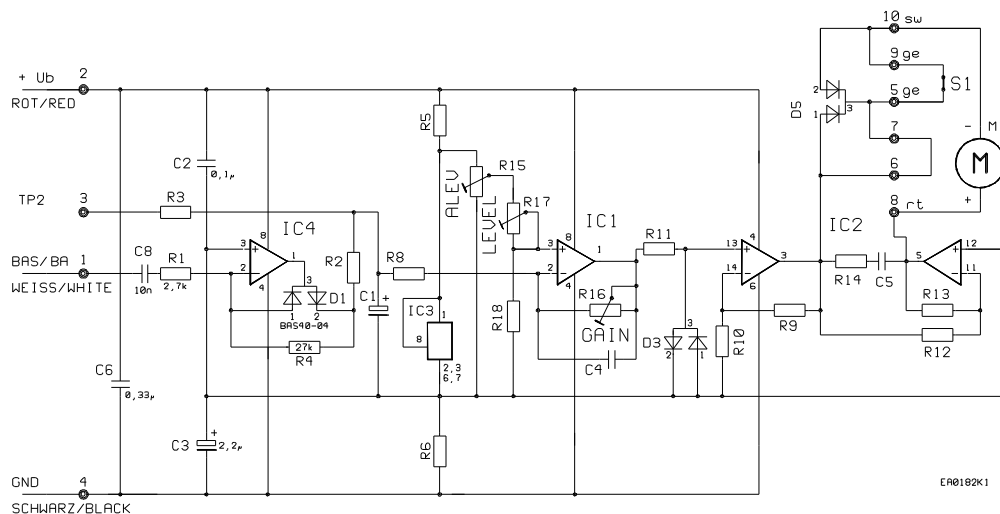 + Ub
2
ROT/RED
TP2
3
BAS/BA
1
WEISS/WHITE
GND
4
SCHWARZ/BLACK
C6
0,33µ
C8
10n
R1
2,7k
R3
C2
0,1µ
C3
+
2,2µ
IC4
3
+
2
-
8
1
4
3
D1
1
2
BAS40-04
27k
R4
R2
C1
+
R8
R5
IC3
1
8
2,3
6,7
R6
ALEV
R15
LEVEL
R17
R18
IC1
3
+
2
-
8
1
4
R16
GAIN
C4
R11
D3
3
2
1
R10
13
+
14
-
4
3
6
R9
IC2
D5
2
1
3
10 sw
9 ge
5 ge
7
6
8 rt
S1
-
M
M
+
R14
C5
5
+
12
-
11
R13
R12
EA0182K1